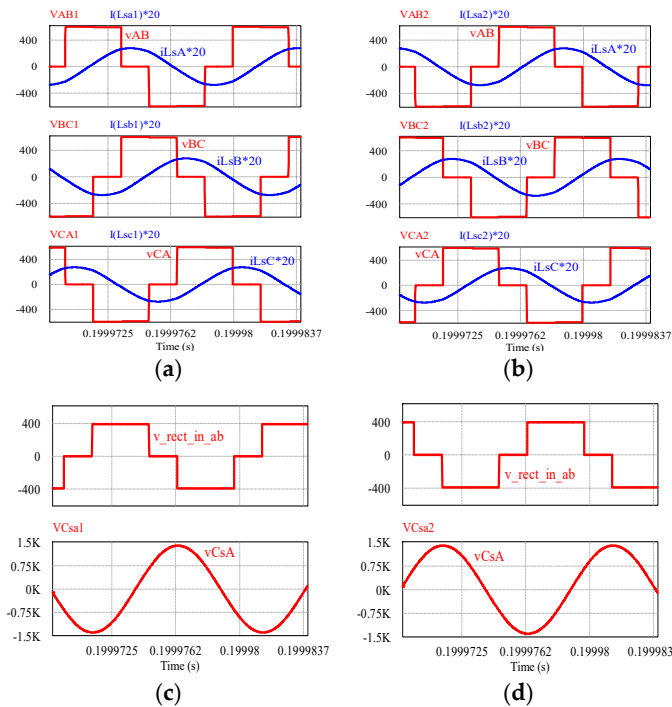 VAB1 I(Lsa1)*20
400
0
-400
vAB
iLsA*20
VBC1 I(Lsb1)*20
400
0
-400
vBC
iLsB*20
VCA1 I(Lsc1)*20
400
0
-400
vCA
iLsC*20
0.1999725 0.1999762 0.19998 0.1999837
Time (s)
(a)
VAB2 I(Lsa2)*20
400
0
-400
vAB
iLsA*20
VBC2 I(Lsb2)*20
400
0
-400
vBC
iLsB*20
VCA2 I(Lsc2)*20
400
0
-400
vCA
iLsC*20
0.1999725 0.1999762 0.19998 0.1999837
Time (s)
(b)
400
0
-400
v_rect_in_ab
VCsa1
1.5K
0.75K
0K
-0.75K
-1.5K
vCsA
0.1999725 0.1999762 0.19998 0.1999837
Time (s)
(c)
400
0
-400
v_rect_in_ab
VCsa2
1.5K
0.75K
0K
-0.75K
-1.5K
vCsA
0.1999725 0.1999762 0.19998 0.199983
Time (s)
(d)